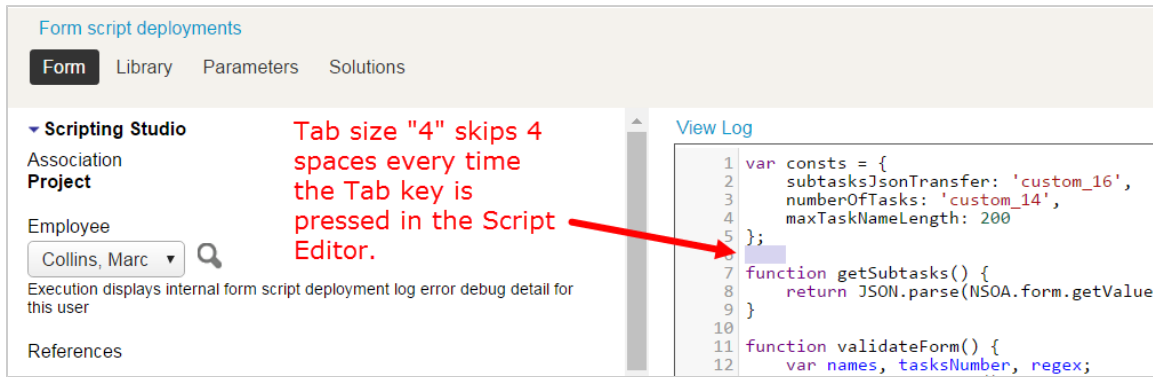 Form script deployments
Form Library Parameters Solutions
Scripting Studio
Association
Project
Employee
Collins, Marc
Execution displays internal form script deployment log error debug detail for
this user
References
Tab size "4" skips 4
spaces every time
the Tab key is
pressed in the Script
Editor.
View Log
1 var consts = {
2 subtasksJsonTransfer: 'custom_16',
3 numberOfTasks: 'custom_14',
4 maxTaskNameLength: 200
5 };
6
7 function getSubtasks() {
8 return JSON.parse(NSOA.form.getValue
9 }
10
11 function validateForm() {
12 var names, tasksNumber, regex;